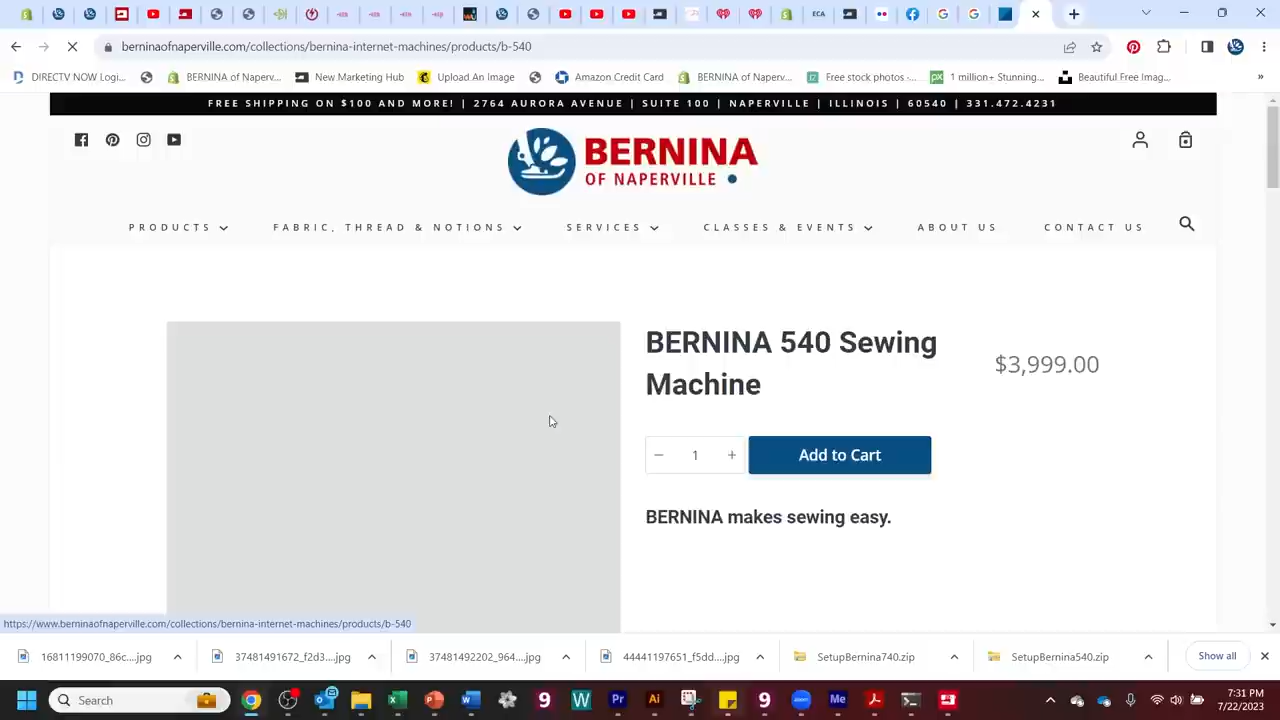 berninaofnaperville.com/collections/bernina-internet-machines/products/b-540
DIRECTV NOW Log...
BERNINA of Naperv...
New Marketing Hub
Upload An Image
Amazon Credit Card
BERNINA of Naperv...
Free stock photos ·...
1 million+ Stunning...
Beautiful Free Imag...
»
FREE SHIPPING ON $100 AND MORE! | 2764 AURORA AVENUE | SUITE 100 | NAPERVILLE | ILLINOIS | 60540 | 331.472.4231
BERNINA
OF NAPERVILLE
PRODUCTS
FABRIC, THREAD & NOTIONS
SERVICES
CLASSES & EVENTS
ABOUT US
CONTACT US
BERNINA 540 Sewing
Machine
$3,999.00
− 1 +
Add to Cart
BERNINA makes sewing easy.
https://www.berninaofnaperville.com/collections/bernina-internet-machines/products/b-540
16811199070_86c....jpg
37481491672_f2d3....jpg
44441197651_f5dd....jpg
SetupBernina740.zip
SetupBernina540.zip
Show all
Search
7:31 PM
7/22/2023